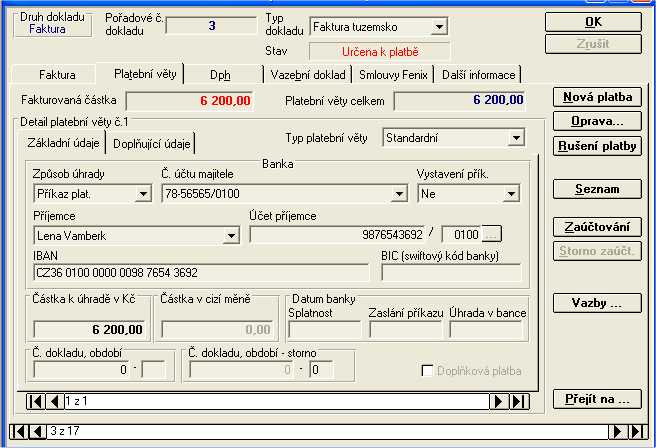 Druh dokladu
Faktura
Pořadové č. dokladu 3
Typ dokladu Faktura tuzemsko
Stav Určena k platbě
OK
Zrušit
Faktura Platební věty Dph Vazební doklad Smlouvy Fenix Další informace
Fakturovaná částka 6 200,00 Platební věty celkem 6 200,00
Nová platba
Oprava...
Rušení platby
Seznam
Zaúčtování
Storno zaúčt.
Vazby ...
Přejít na ...
Detail platební věty č.1
Základní údaje Doplňující údaje
Typ platební věty Standardní
Banka
Způsob úhrady Č. účtu majitele Vystavení přík.
Příkaz plat. 78-56565/0100 Ne
Příjemce Účet příjemce
Lena Vamberk 9876543692 / 0100 ...
IBAN BIC (swiftový kód banky)
CZ36 0100 0000 0098 7654 3692
Částka k úhradě v Kč Částka v cizí měně Datum banky
Splatnost Zaslání příkazu Úhrada v bance
6 200,00 0,00
Č. dokladu, období Č. dokladu, období - storno
0 - 0 - 0 Doplňková platba
1 z 1
3 z 17